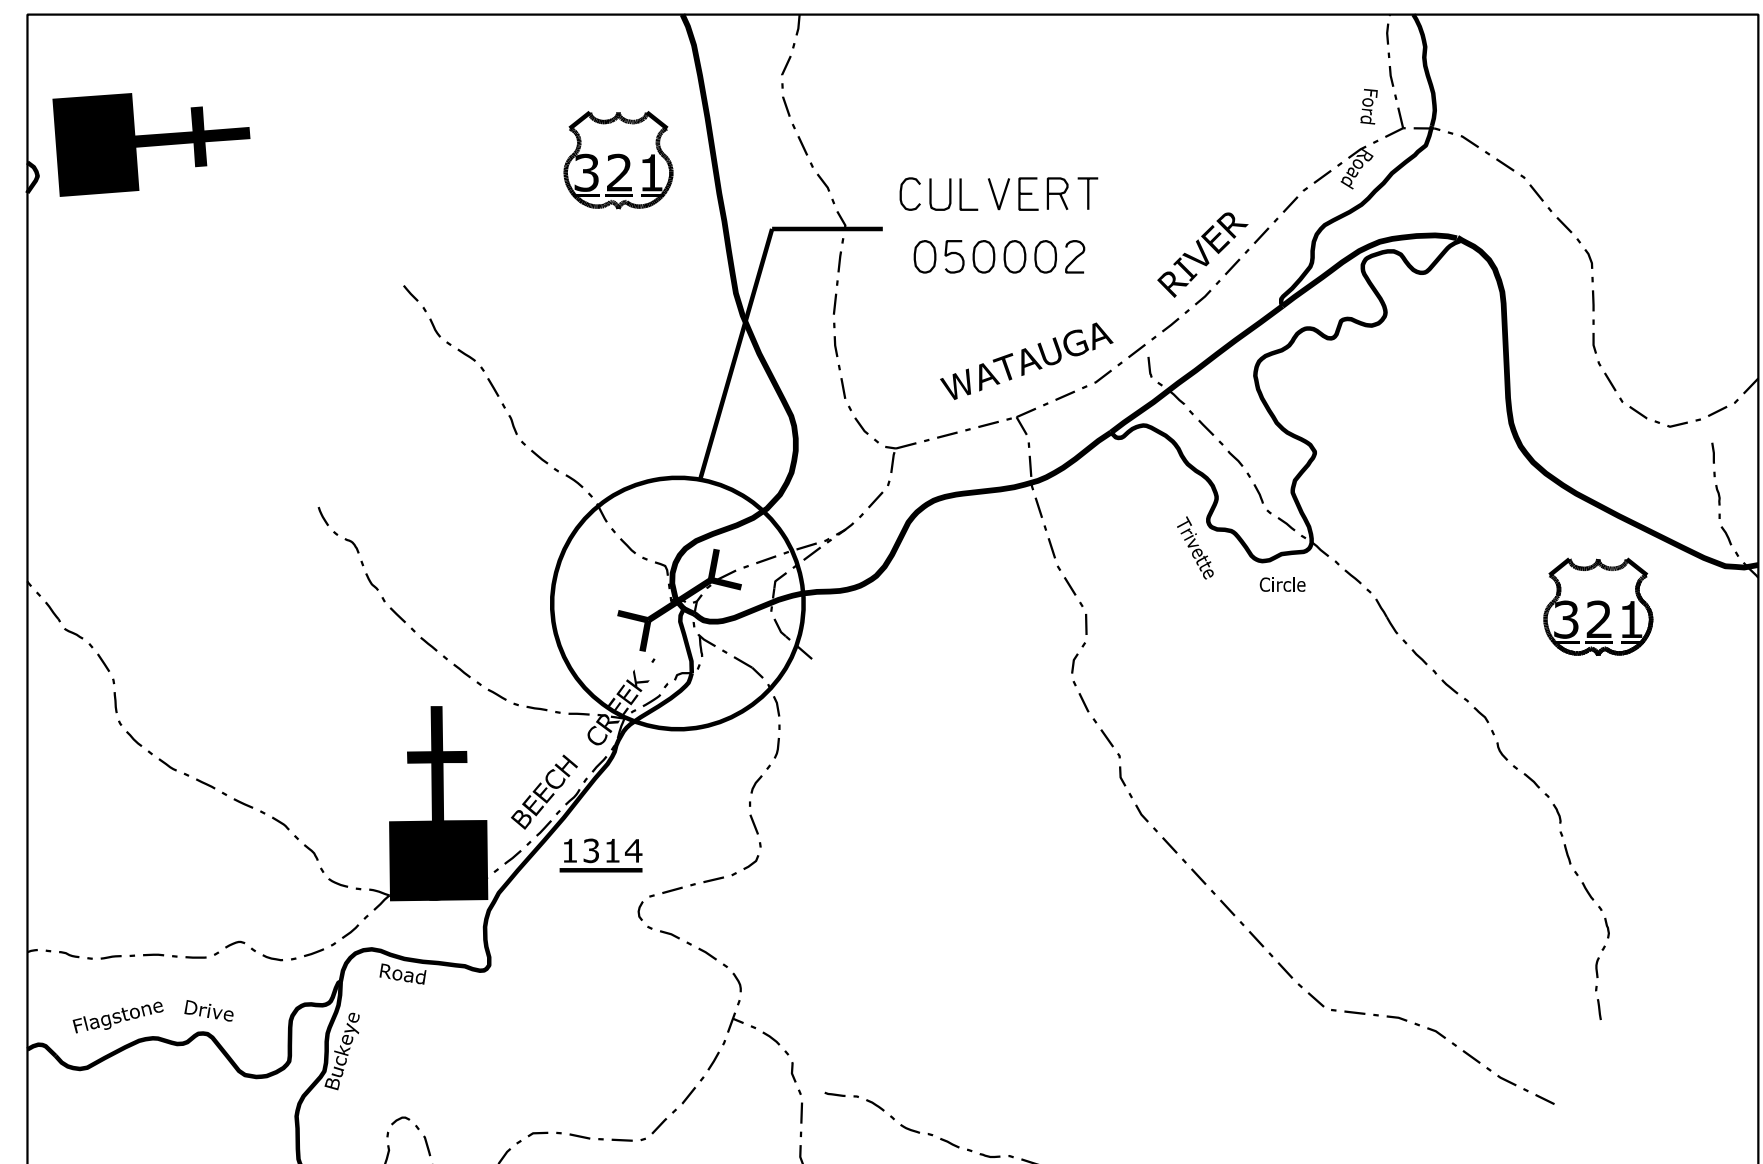 321
CULVERT
050002
Ford
Road
WATAUGA RIVER
Trivette
Circle
321
BEECH CREEK
1314
Road
Flagstone Drive
Buckeye